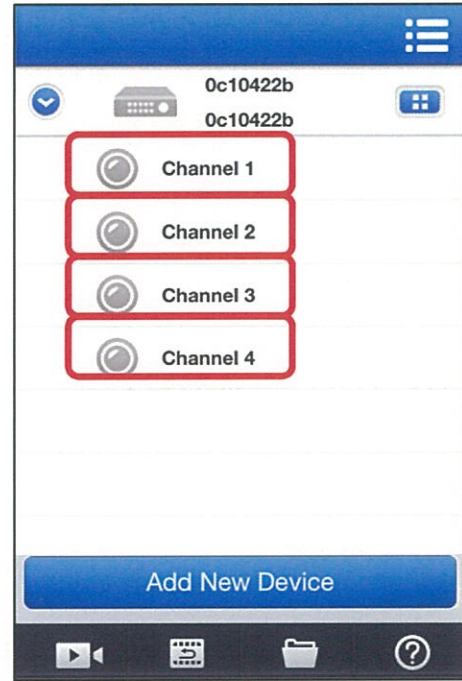 0c10422b
0c10422b
Channel 1
Channel 2
Channel 3
Channel 4
Add New Device